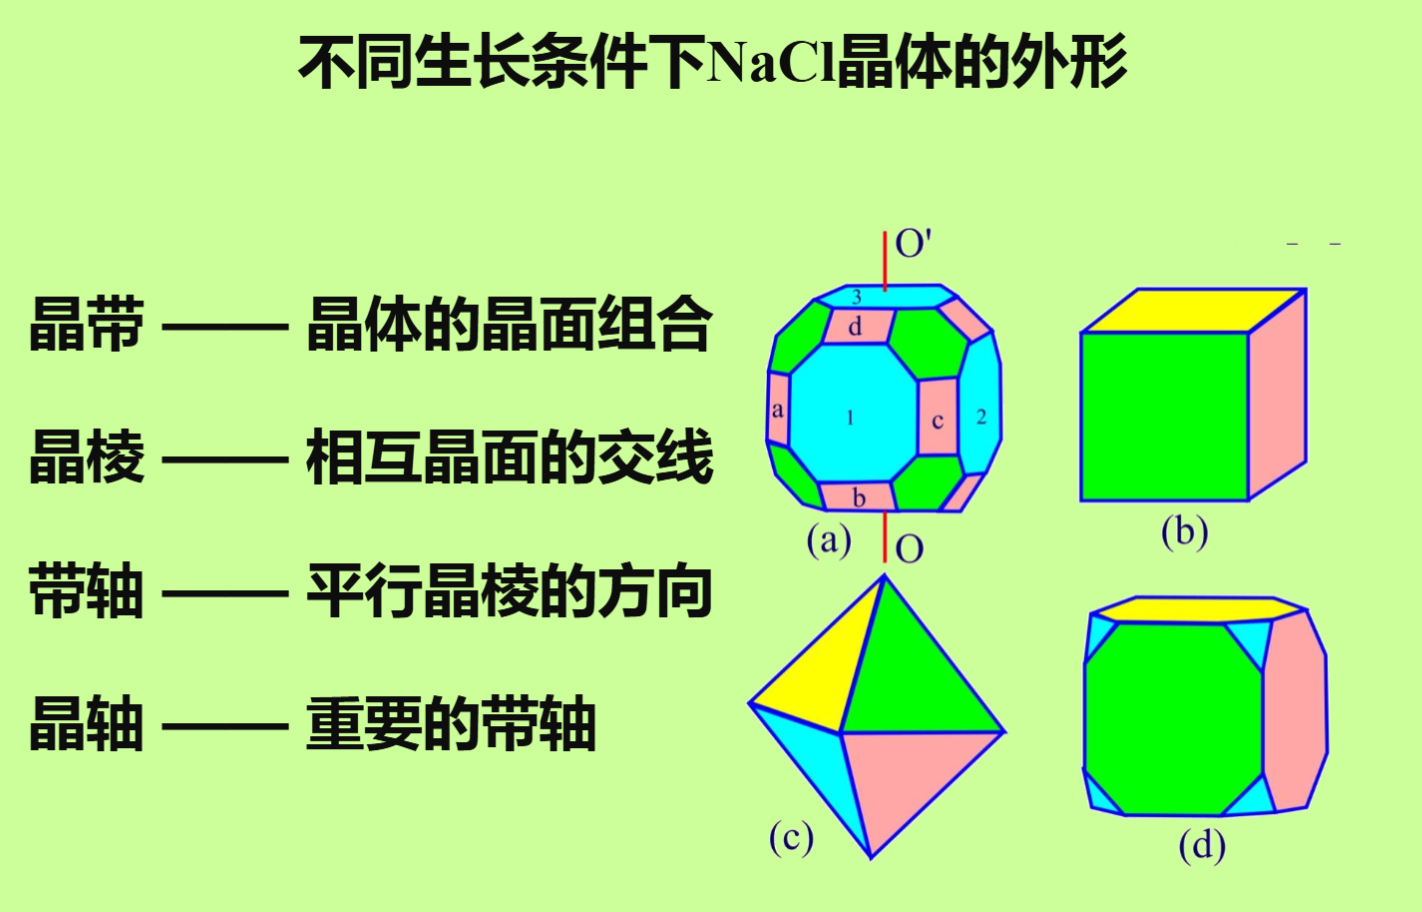 不同生长条件下NaCl晶体的外形
晶带 —— 晶体的晶面组合
晶棱 —— 相互晶面的交线
带轴 —— 平行晶棱的方向
晶轴 —— 重要的带轴
O'
3
d
a
1
c
2
b
(a)
O
(b)
(c)
(d)